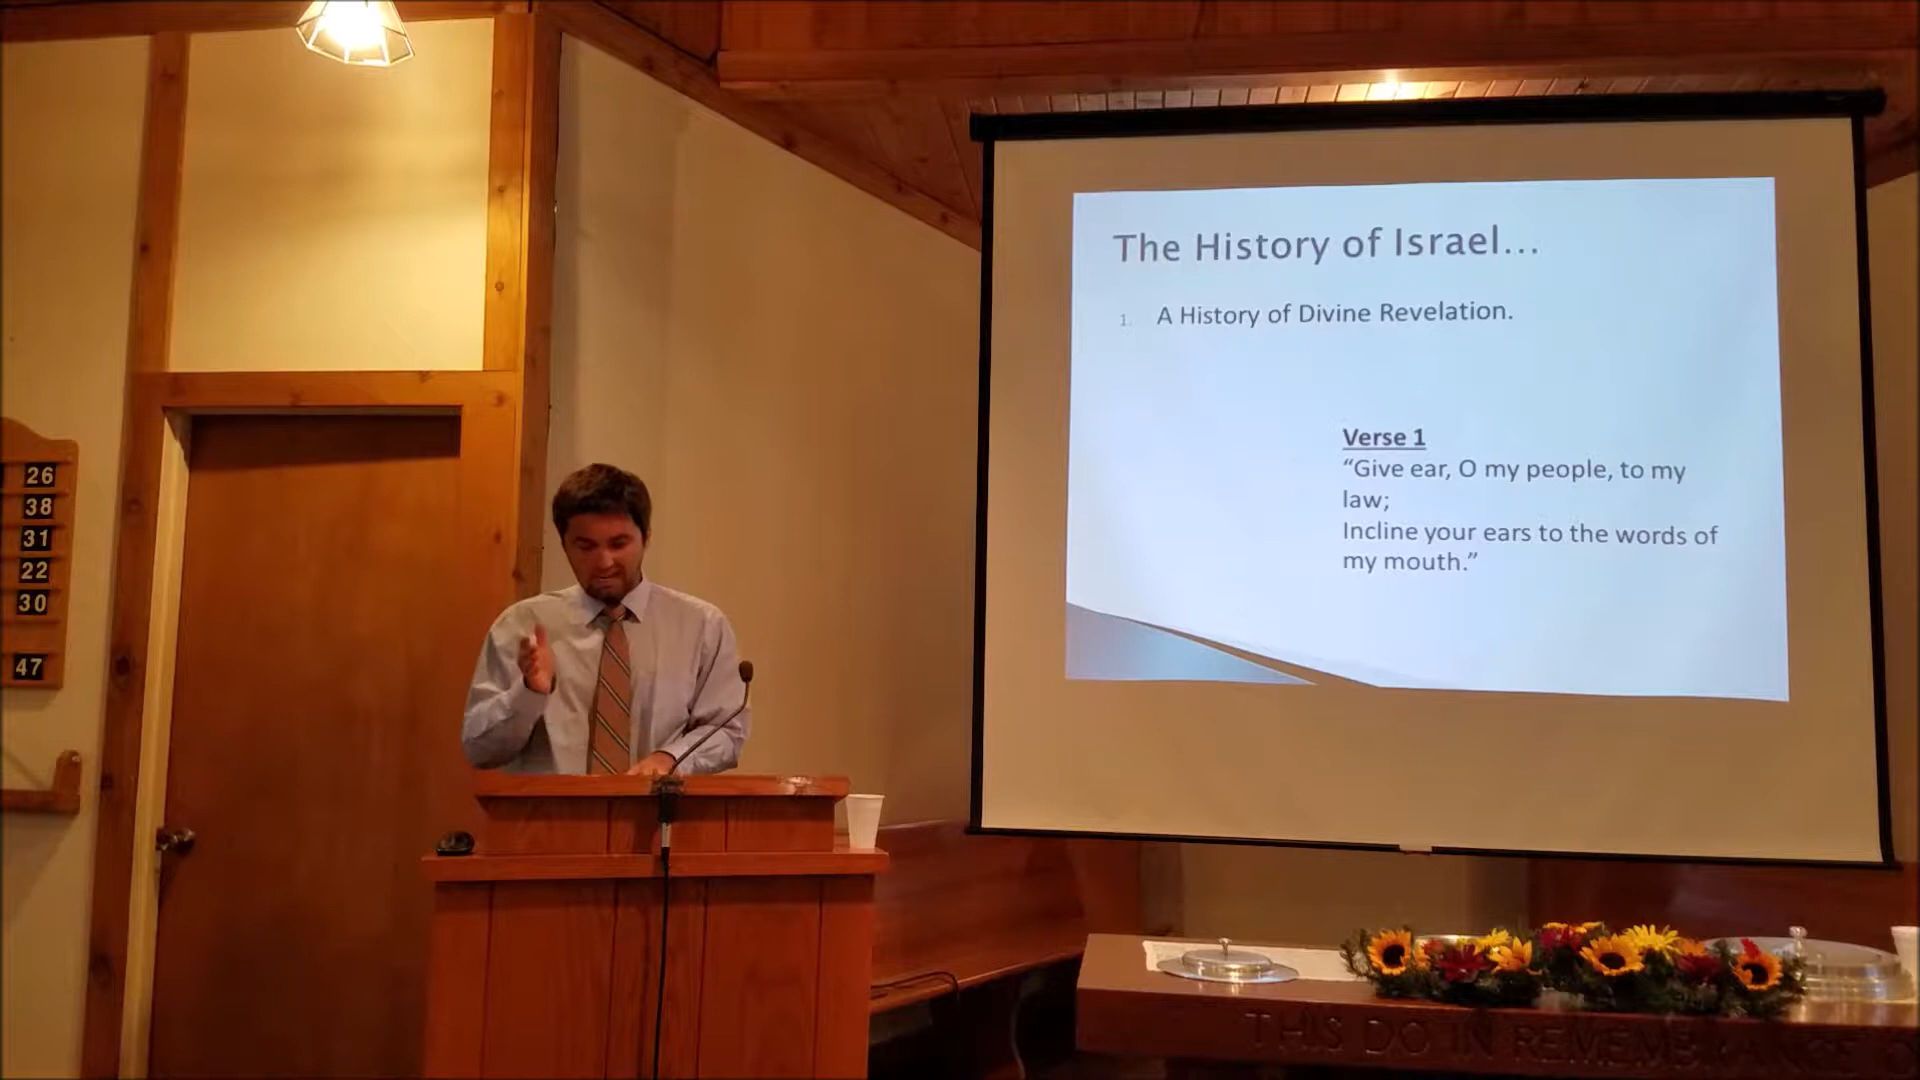 26
38
31
22
30
47
The History of Israel...
1. A History of Divine Revelation.
Verse 1
“Give ear, O my people, to my
law;
Incline your ears to the words of
my mouth.”
THIS DO IN REMEMBRANCE O